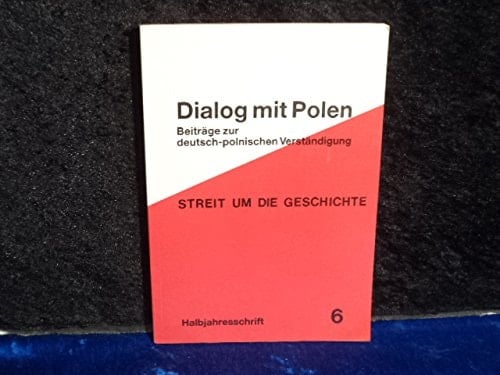 Dialog mit Polen
Beiträge zur
deutsch-polnischen Verständigung
STREIT UM DIE GESCHICHTE
Halbjahresschrift 6